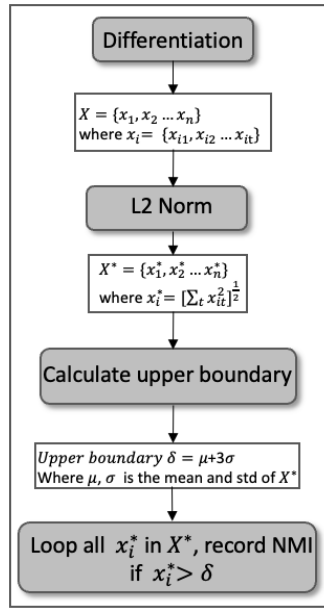 Differentiation
X = {x₁, x₂ … xₙ}
where xᵢ= {xᵢ₁, xᵢ₂ … xᵢₜ}
L2 Norm
X* = {x₁*, x₂* … xₙ*}
where xᵢ*= [∑ₜ xᵢₜ²]^½
Calculate upper boundary
Upper boundary δ = μ+3σ
Where μ, σ is the mean and std of X*
Loop all xᵢ* in X*, record NMI
if xᵢ*> δ